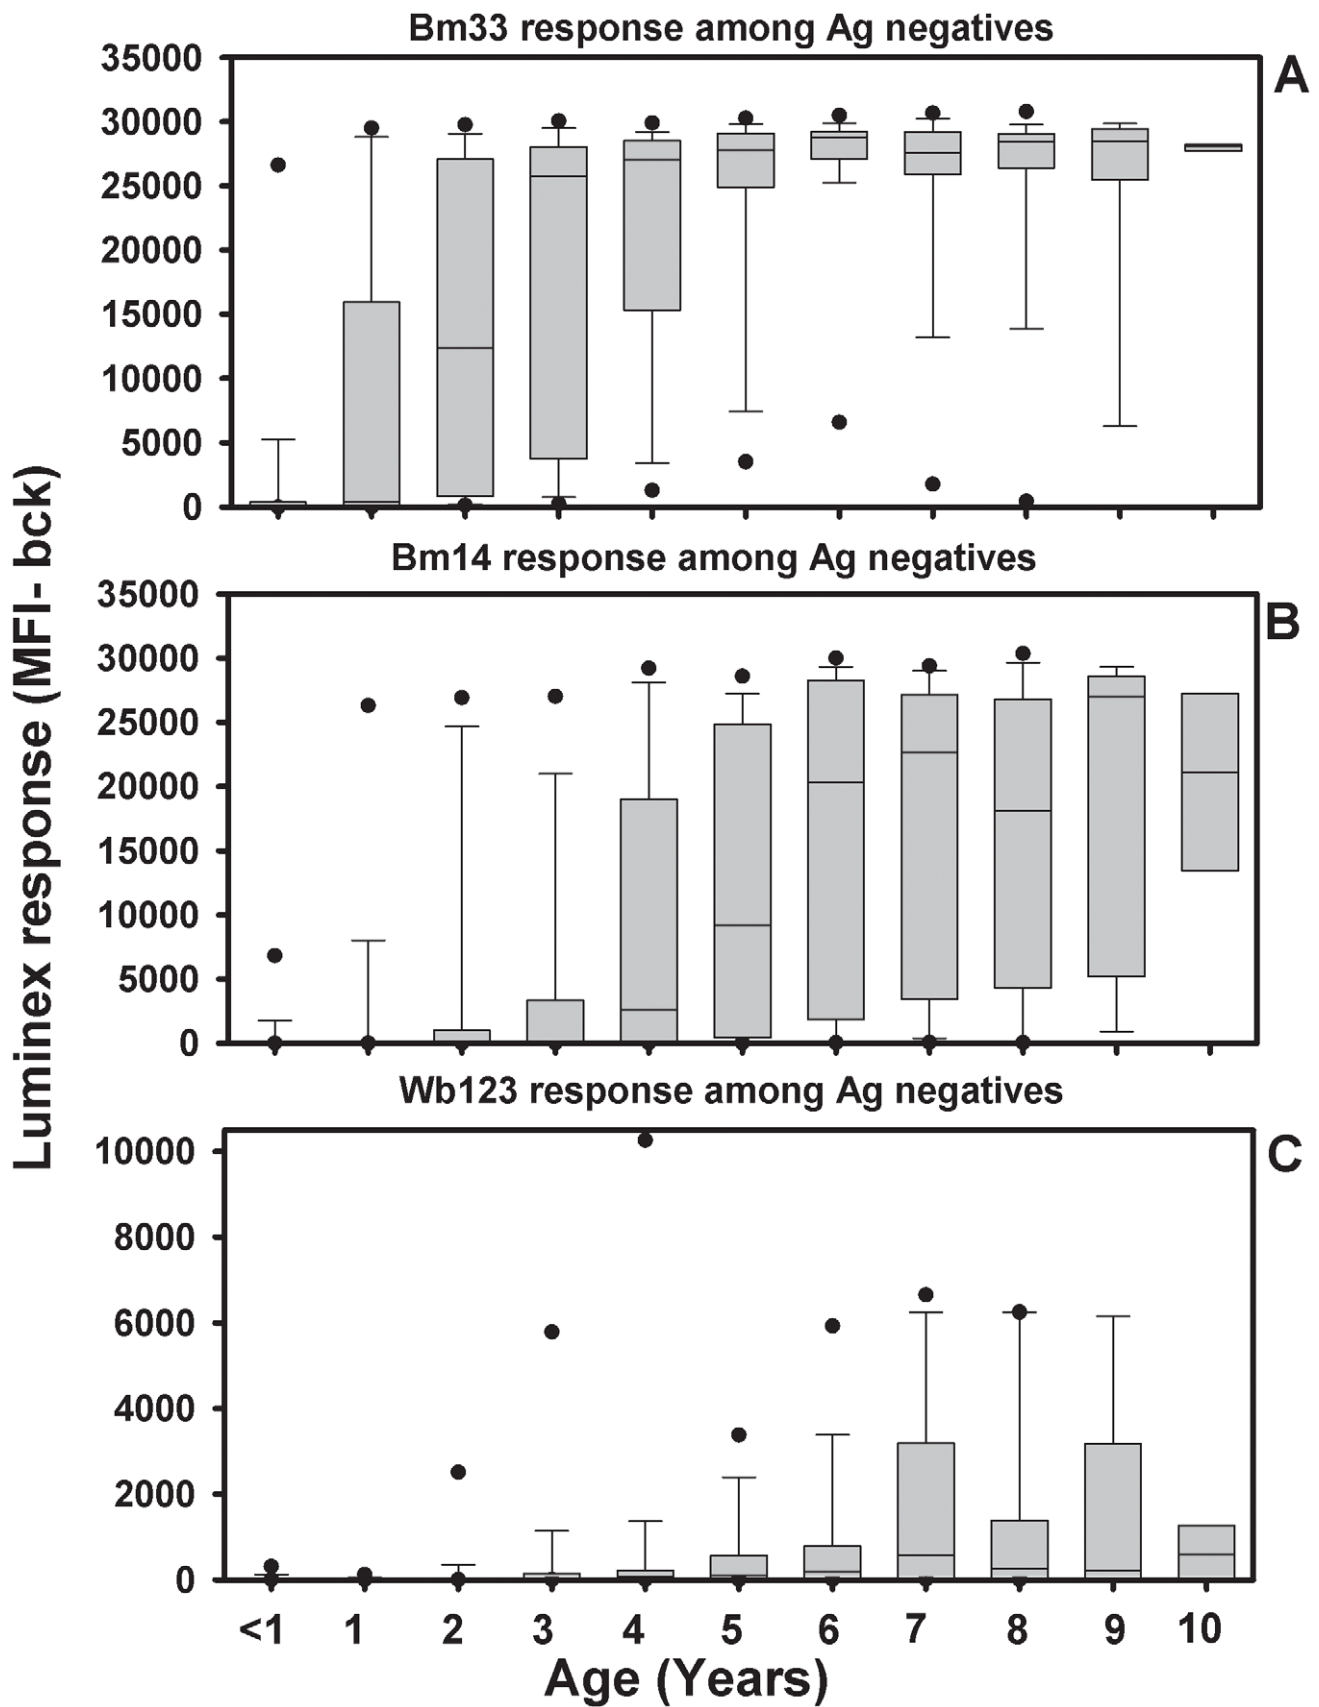 Bm33 response among Ag negatives
A
35000
30000
25000
20000
15000
10000
5000
0
Bm14 response among Ag negatives
B
35000
30000
25000
20000
15000
10000
5000
0
Wb123 response among Ag negatives
C
10000
8000
6000
4000
2000
0
<1 1 2 3 4 5 6 7 8 9 10
Age (Years)
Luminex response (MFI- bck)